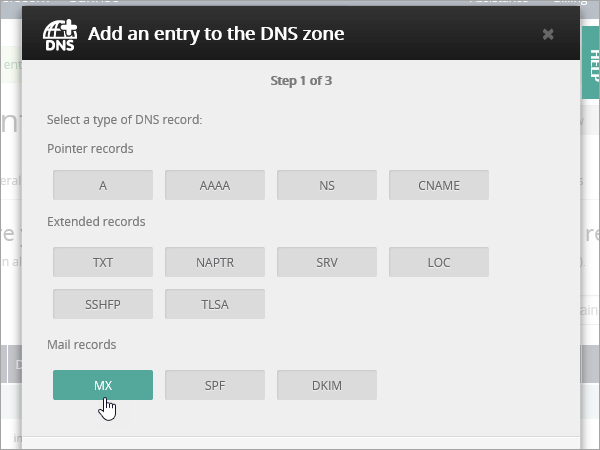 DNS
Add an entry to the DNS zone
HELP
Step 1 of 3
Select a type of DNS record:
Pointer records
A
AAAA
NS
CNAME
Extended records
TXT
NAPTR
SRV
LOC
SSHFP
TLSA
Mail records
MX
SPF
DKIM